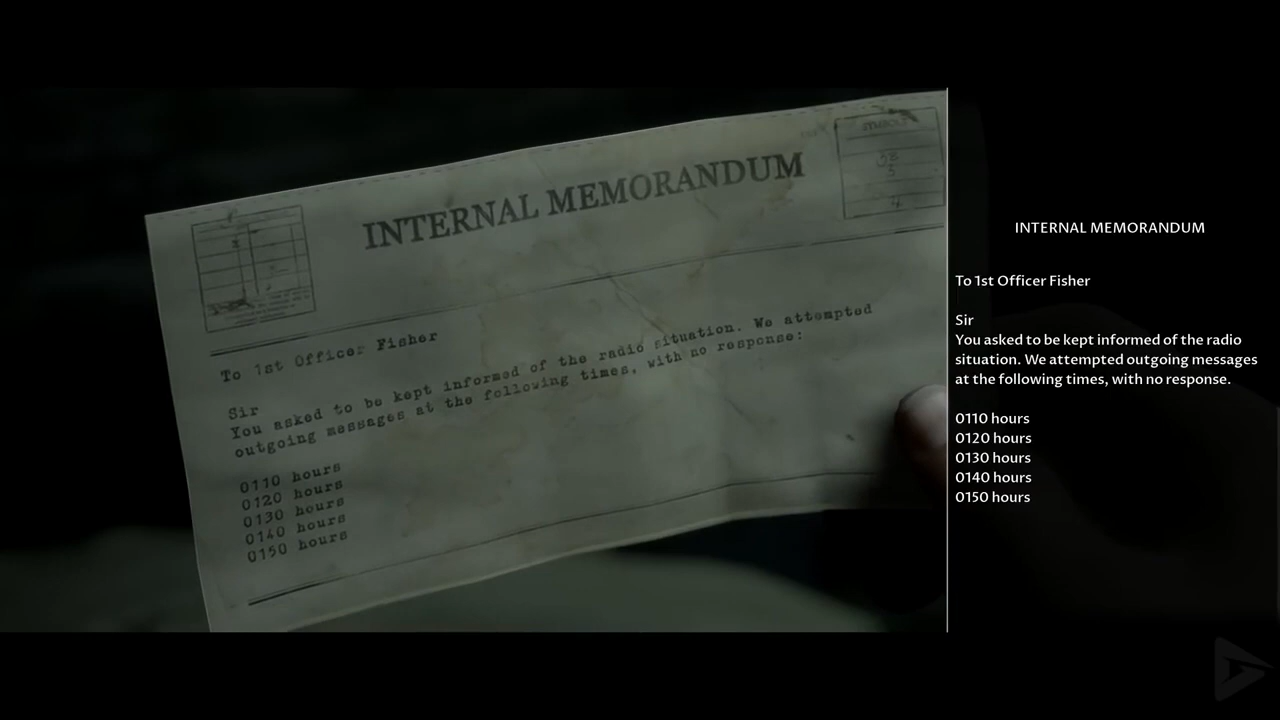 INTERNAL MEMORANDUM
To 1st Officer Fisher
Sir
You asked to be kept informed of the radio situation. We attempted
outgoing messages at the following times, with no response:
0110 hours
0120 hours
0130 hours
0140 hours
0150 hours
INTERNAL MEMORANDUM
To 1st Officer Fisher
Sir
You asked to be kept informed of the radio
situation. We attempted outgoing messages
at the following times, with no response.
0110 hours
0120 hours
0130 hours
0140 hours
0150 hours